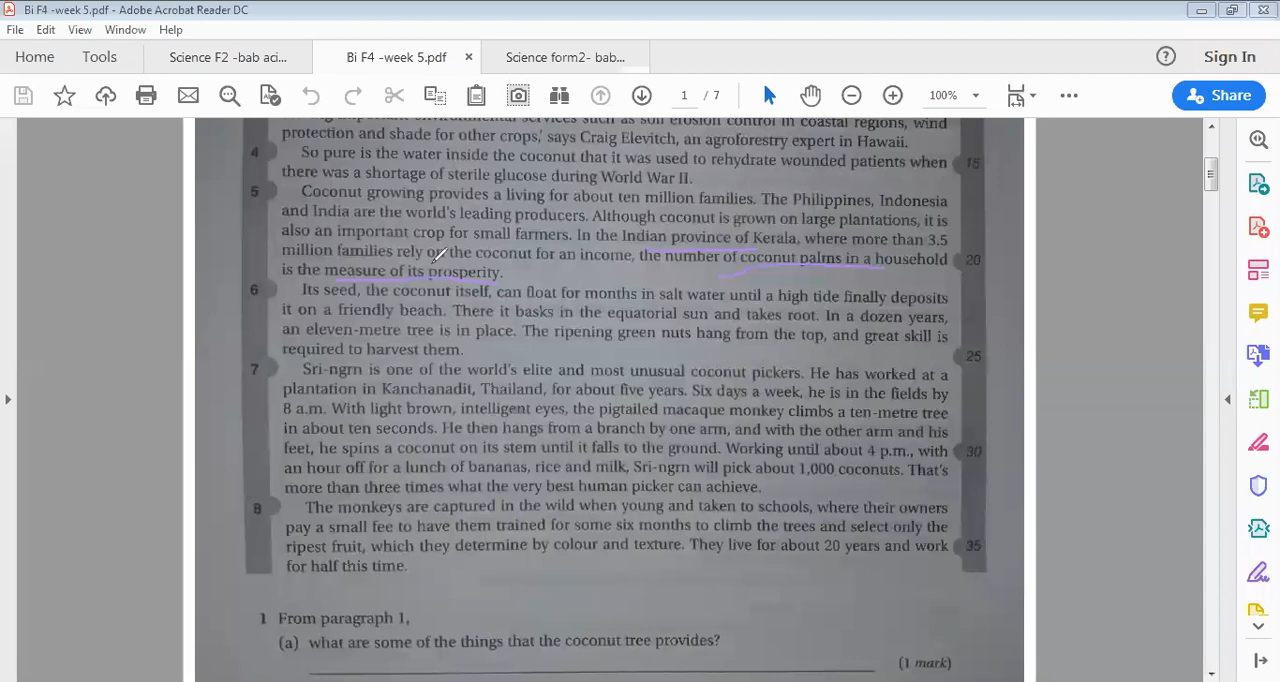 Bi F4 -week 5.pdf - Adobe Acrobat Reader DC
File Edit View Window Help
Home Tools Science F2 -bab aci... Bi F4 -week 5.pdf × Science form2- bab... ? Sign In
1 / 7 100% Share
protection and shade for other crops,' says Craig Elevitch, an agroforestry expert in Hawaii.
4 So pure is the water inside the coconut that it was used to rehydrate wounded patients when 15
there was a shortage of sterile glucose during World War II.
5 Coconut growing provides a living for about ten million families. The Philippines, Indonesia
and India are the world's leading producers. Although coconut is grown on large plantations, it is
also an important crop for small farmers. In the Indian province of Kerala, where more than 3.5
million families rely on the coconut for an income, the number of coconut palms in a household 20
is the measure of its prosperity.
6 Its seed, the coconut itself, can float for months in salt water until a high tide finally deposits
it on a friendly beach. There it basks in the equatorial sun and takes root. In a dozen years,
an eleven-metre tree is in place. The ripening green nuts hang from the top, and great skill is
required to harvest them. 25
7 Sri-ngrn is one of the world's elite and most unusual coconut pickers. He has worked at a
plantation in Kanchanadit, Thailand, for about five years. Six days a week, he is in the fields by
8 a.m. With light brown, intelligent eyes, the pigtailed macaque monkey climbs a ten-metre tree
in about ten seconds. He then hangs from a branch by one arm, and with the other arm and his
feet, he spins a coconut on its stem until it falls to the ground. Working until about 4 p.m., with 30
an hour off for a lunch of bananas, rice and milk, Sri-ngrn will pick about 1,000 coconuts. That's
more than three times what the very best human picker can achieve.
8 The monkeys are captured in the wild when young and taken to schools, where their owners
pay a small fee to have them trained for some six months to climb the trees and select only the
ripest fruit, which they determine by colour and texture. They live for about 20 years and work 35
for half this time.
1 From paragraph 1,
(a) what are some of the things that the coconut tree provides?
(1 mark)